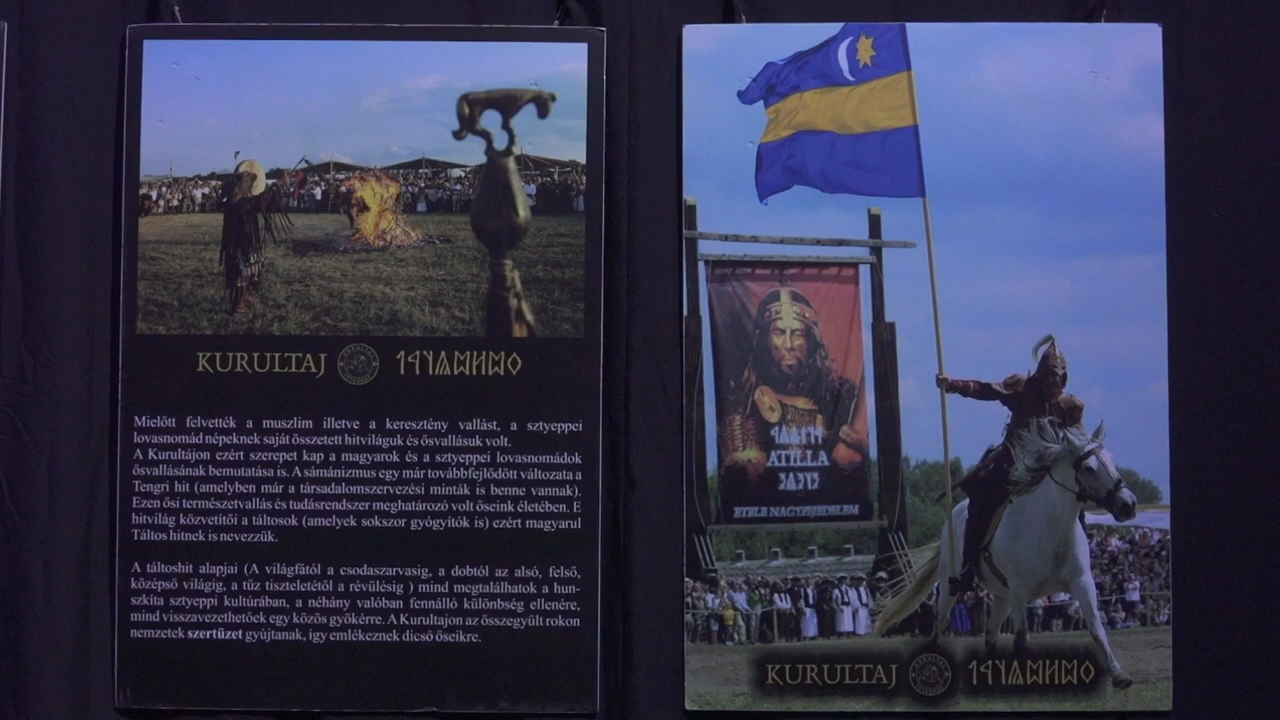 KURULTAJ
Mielőtt felvették a muszlim illetve a keresztény vallást, a sztyeppei
lovasnomád népeknek saját összetett hitviláguk és ősvallásuk volt.
A Kurultájon ezért szerepet kap a magyarok és a sztyeppei lovasnomádok
ősvallásának bemutatása is. A sámánizmus egy már továbbfejlődött változata a
Tengri hit (amelyben már a társadalomszervezési minták is benne vannak).
Ezen ősi természetvallás és tudásrendszer meghatározó volt őseink életében. E
hitvilág közvetítői a táltosok (amelyek sokszor gyógyítók is) ezért magyarul
Táltos hitnek is nevezzük.
A táltoshit alapjai (A világfától a csodaszarvasig, a dobtól az alsó, felső,
középső világig, a tűz tiszteletétől a révülésig ) mind megtalálhatok a hun-
szkíta sztyeppi kultúrában, a néhány valóban fennálló különbség ellenére,
mind visszavezethetőek egy közös gyökérre. A Kurultajon az összegyűlt rokon
nemzetek szertüzet gyújtanak, így emlékeznek dicső őseikre.
ATILLA
ETELE NAGYFEJEDELEM
KURULTAJ